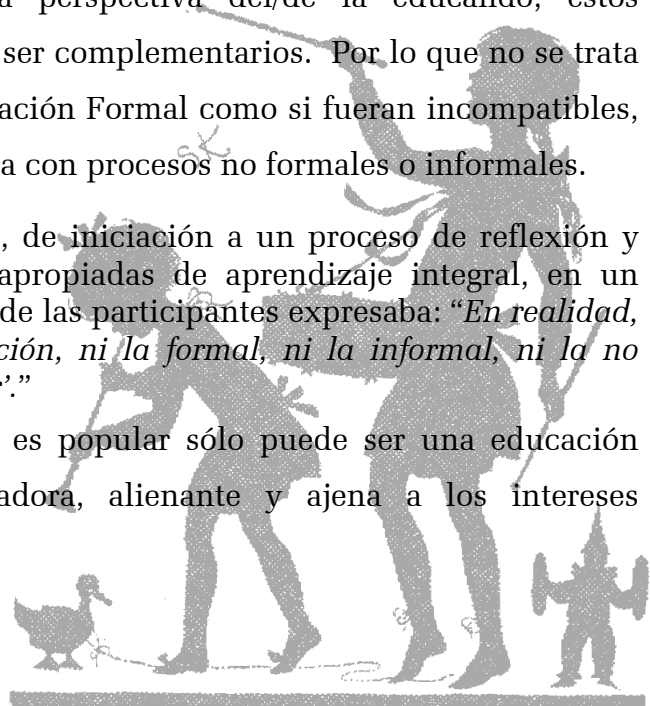 a perspectiva del/de la educando, estos
ser complementarios. Por lo que no se trata
ación Formal como si fueran incompatibles,
a con procesos no formales o informales.
, de iniciación a un proceso de reflexión y
apropiadas de aprendizaje integral, en un
de las participantes expresaba: “En realidad,
ción, ni la formal, ni la informal, ni la no
’.”
es popular sólo puede ser una educación
adora, alienante y ajena a los intereses